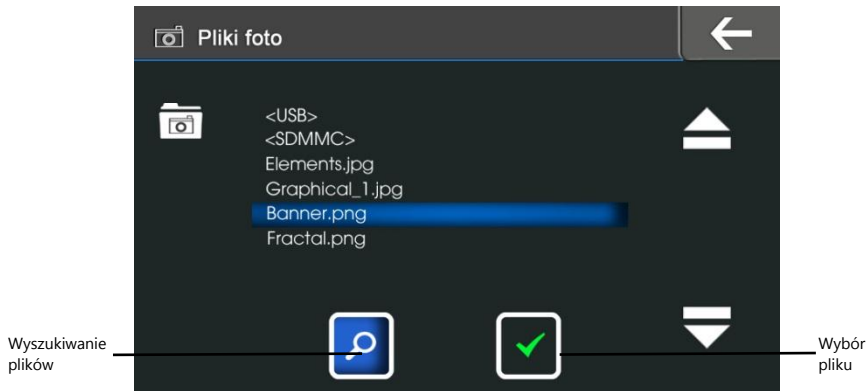 Pliki foto
<USB>
<SDMMC>
Elements.jpg
Graphical_1.jpg
Banner.png
Fractal.png
Wyszukiwanie
plików
Wybór
pliku